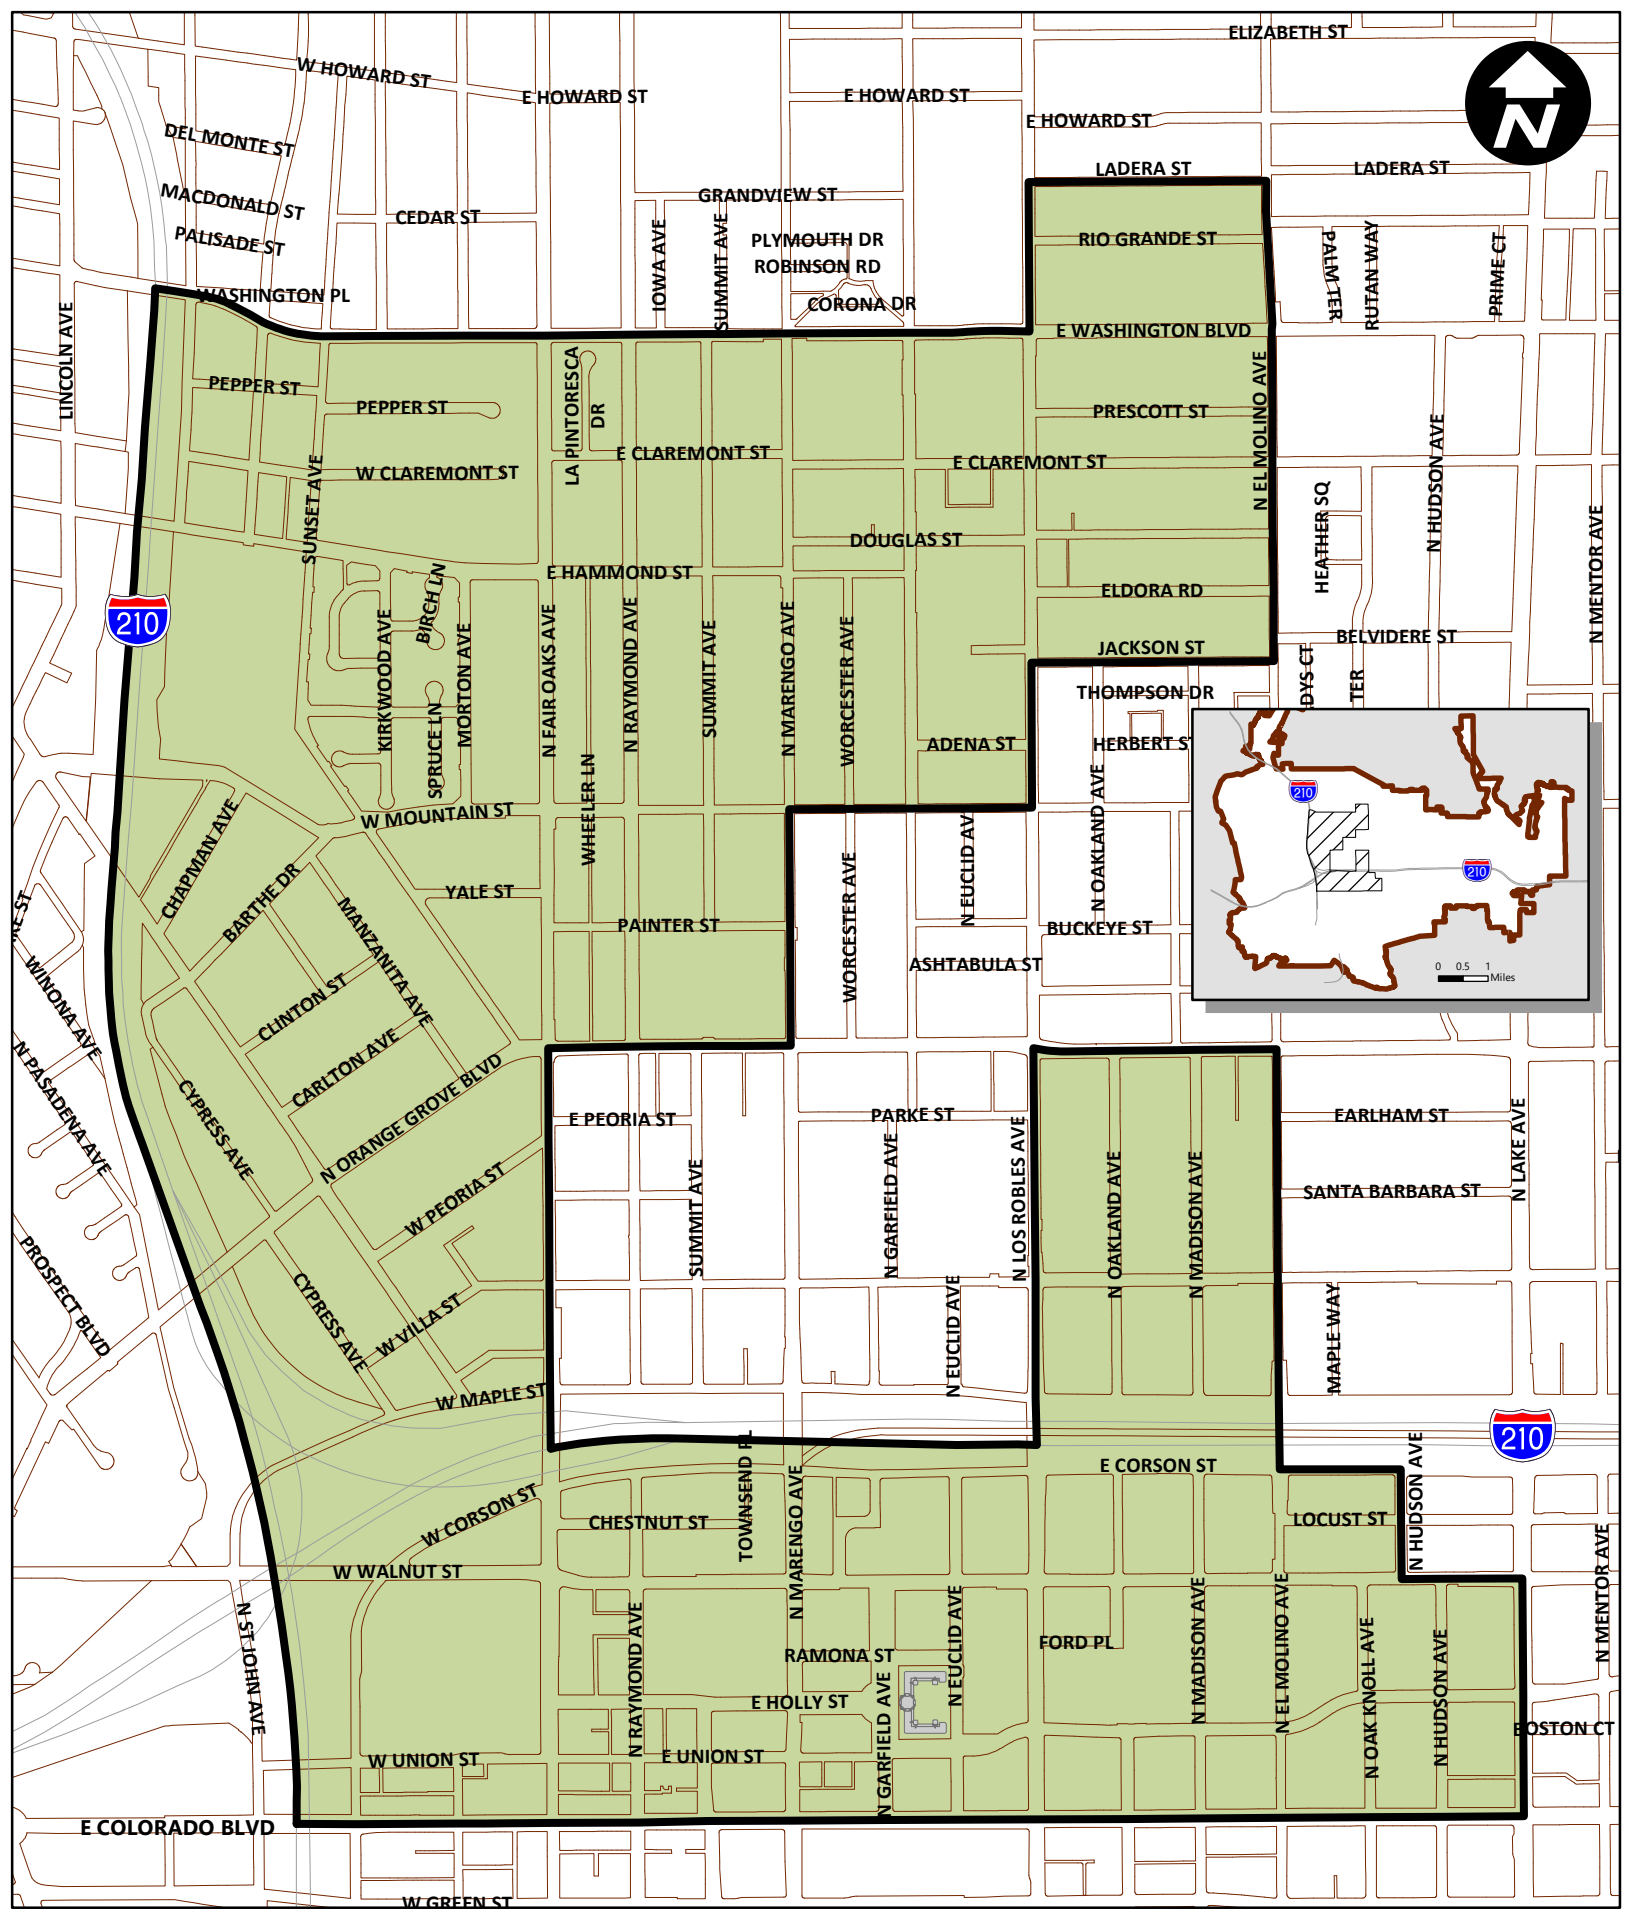 ELIZABETH ST
W HOWARD ST
E HOWARD ST
E HOWARD ST
E HOWARD ST
N
DEL MONTE ST
LADERA ST
LADERA ST
MACDONALD ST
GRANDVIEW ST
CEDAR ST
PALISADE ST
IOWA AVE
SUMMIT AVE
PLYMOUTH DR
ROBINSON RD
CORONA DR
RIO GRANDE ST
PALM TER
RUTAN WAY
PRIME CT
WASHINGTON PL
E WASHINGTON BLVD
LINCOLN AVE
PEPPER ST
PEPPER ST
LA PINTORESCA
DR
PRESCOTT ST
N EL MOLINO AVE
N HUDSON AVE
W CLAREMONT ST
E CLAREMONT ST
E CLAREMONT ST
SUNSET AVE
HEATHER SQ
N MENTOR AVE
DOUGLAS ST
E HAMMOND ST
ELDORA RD
BIRCH LN
210
KIRKWOOD AVE
MORTON AVE
SPRUCE LN
N FAIR OAKS AVE
N RAYMOND AVE
SUMMIT AVE
N MARENGO AVE
WORCESTER AVE
JACKSON ST
BELVIDERE ST
DYS CT
TER
THOMPSON DR
HERBERT ST
ADENA ST
WHEELER LN
N OAKLAND AVE
W MOUNTAIN ST
CHAPMAN AVE
BARTHE DR
YALE ST
MANZANITA AVE
PAINTER ST
WORCESTER AVE
N EUCLID AV
BUCKEYE ST
ASHTABULA ST
210
210
0 0.5 1
Miles
KE ST
WINONA AVE
CLINTON ST
CARLTON AVE
N PASADENA AVE
CYPRESS AVE
N ORANGE GROVE BLVD
E PEORIA ST
PARKE ST
EARLHAM ST
N LAKE AVE
W PEORIA ST
SUMMIT AVE
N GARFIELD AVE
N LOS ROBLES AVE
N OAKLAND AVE
N MADISON AVE
SANTA BARBARA ST
PROSPECT BLVD
CYPRESS AVE
W VILLA ST
N EUCLID AVE
MAPLE WAY
W MAPLE ST
210
TOWNSEND PL
N MARENGO AVE
E CORSON ST
N HUDSON AVE
W CORSON ST
CHESTNUT ST
LOCUST ST
W WALNUT ST
N MENTOR AVE
N ST JOHN AVE
N RAYMOND AVE
RAMONA ST
N EUCLID AVE
FORD PL
N MADISON AVE
N EL MOLINO AVE
N OAK KNOLL AVE
N HUDSON AVE
E HOLLY ST
N GARFIELD AVE
BOSTON CT
W UNION ST
E UNION ST
E COLORADO BLVD
W GREEN ST